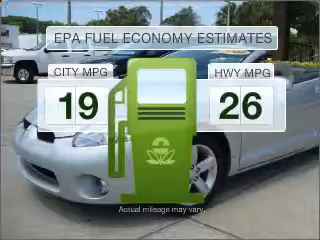 EPA FUEL ECONOMY ESTIMATES
CITY MPG HWY MPG
19 26
Actual mileage may vary.